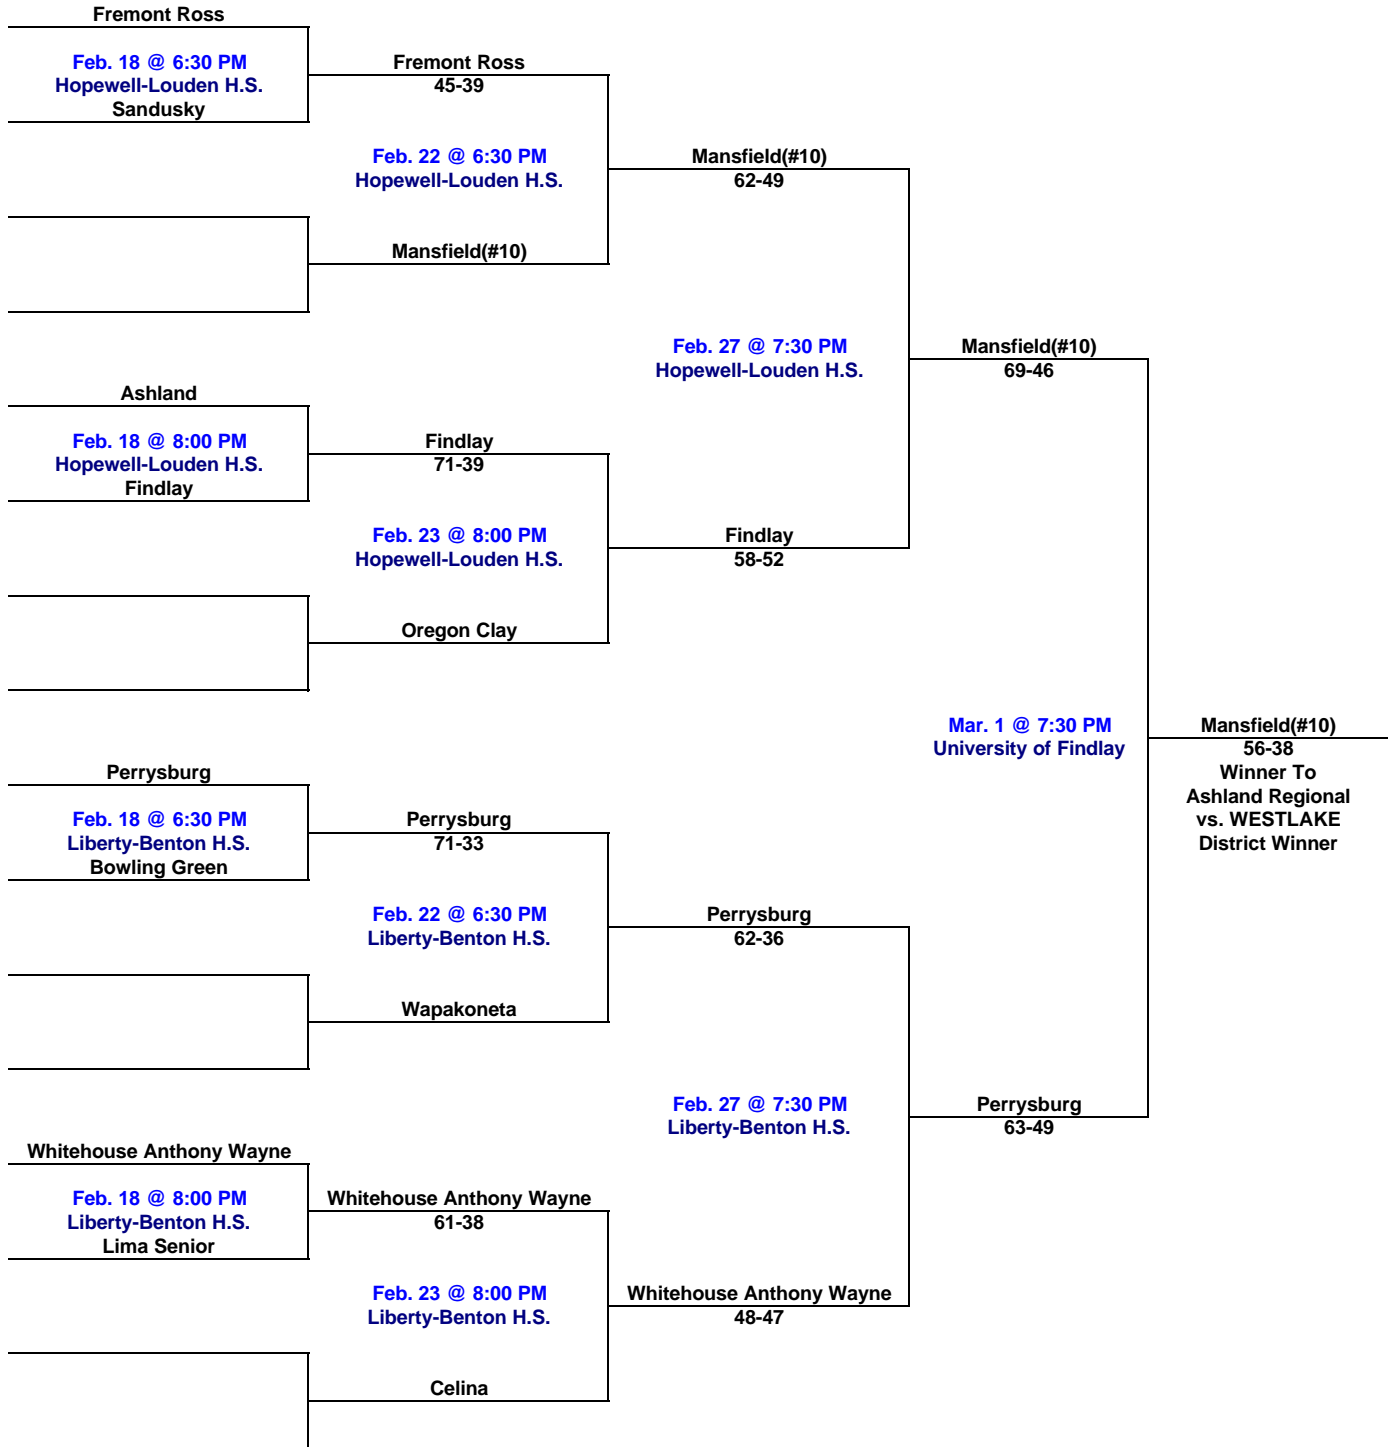 Fremont Ross
Feb. 18 @ 6:30 PM
Hopewell-Louden H.S.
Sandusky
Fremont Ross
45-39
Feb. 22 @ 6:30 PM
Hopewell-Louden H.S.
Mansfield(#10)
Mansfield(#10)
62-49
Feb. 27 @ 7:30 PM
Hopewell-Louden H.S.
Mansfield(#10)
69-46
Ashland
Feb. 18 @ 8:00 PM
Hopewell-Louden H.S.
Findlay
Findlay
71-39
Feb. 23 @ 8:00 PM
Hopewell-Louden H.S.
Oregon Clay
Findlay
58-52
Mar. 1 @ 7:30 PM
University of Findlay
Mansfield(#10)
56-38
Winner To
Ashland Regional
vs. WESTLAKE
District Winner
Perrysburg
Feb. 18 @ 6:30 PM
Liberty-Benton H.S.
Bowling Green
Perrysburg
71-33
Feb. 22 @ 6:30 PM
Liberty-Benton H.S.
Wapakoneta
Perrysburg
62-36
Feb. 27 @ 7:30 PM
Liberty-Benton H.S.
Perrysburg
63-49
Whitehouse Anthony Wayne
Feb. 18 @ 8:00 PM
Liberty-Benton H.S.
Lima Senior
Whitehouse Anthony Wayne
61-38
Feb. 23 @ 8:00 PM
Liberty-Benton H.S.
Celina
Whitehouse Anthony Wayne
48-47